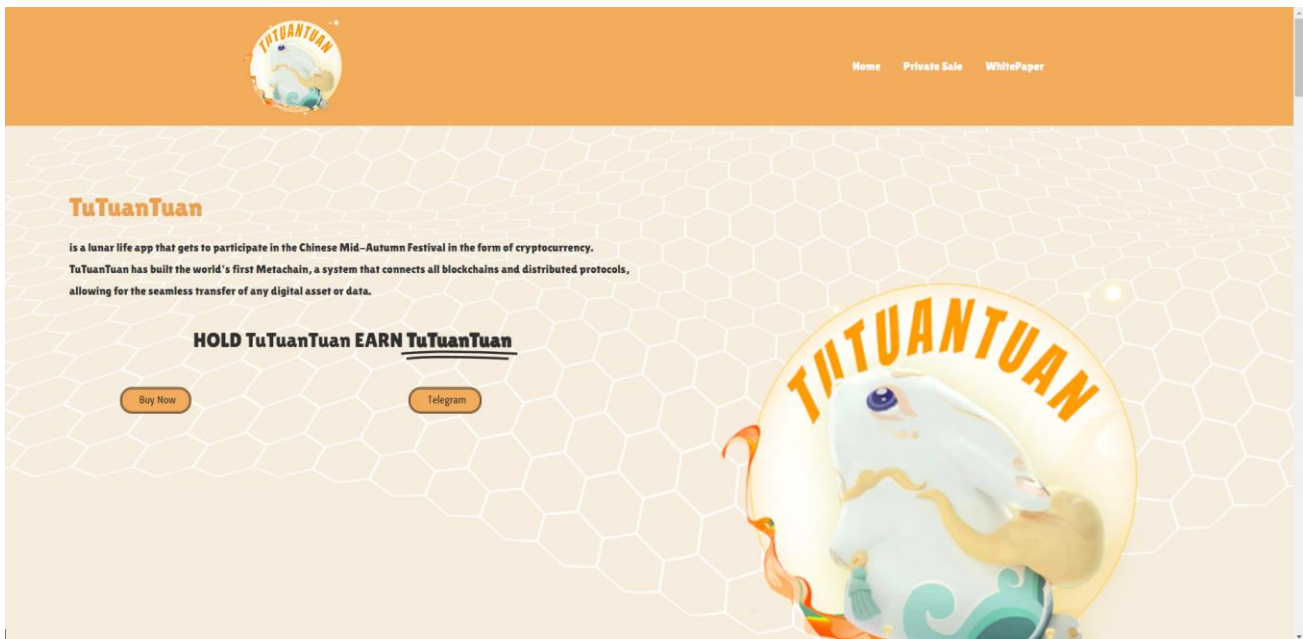 TUTUANTUAN
Home Private Sale WhitePaper
TuTuanTuan
is a lunar life app that gets to participate in the Chinese Mid-Autumn Festival in the form of cryptocurrency.
TuTuanTuan has built the world's first Metachain, a system that connects all blockchains and distributed protocols,
allowing for the seamless transfer of any digital asset or data.
HOLD TuTuanTuan EARN TuTuanTuan
Buy Now Telegram
TUTUANTUAN